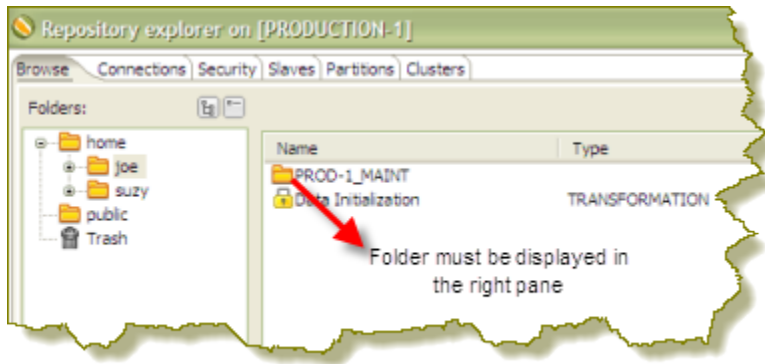 Repository explorer on [PRODUCTION-1]
Browse Connections Security Slaves Partitions Clusters
Folders:
home
joe
suzy
public
Trash
Name Type
PROD-1_MAINT
Data Initialization TRANSFORMATION
Folder must be displayed in
the right pane